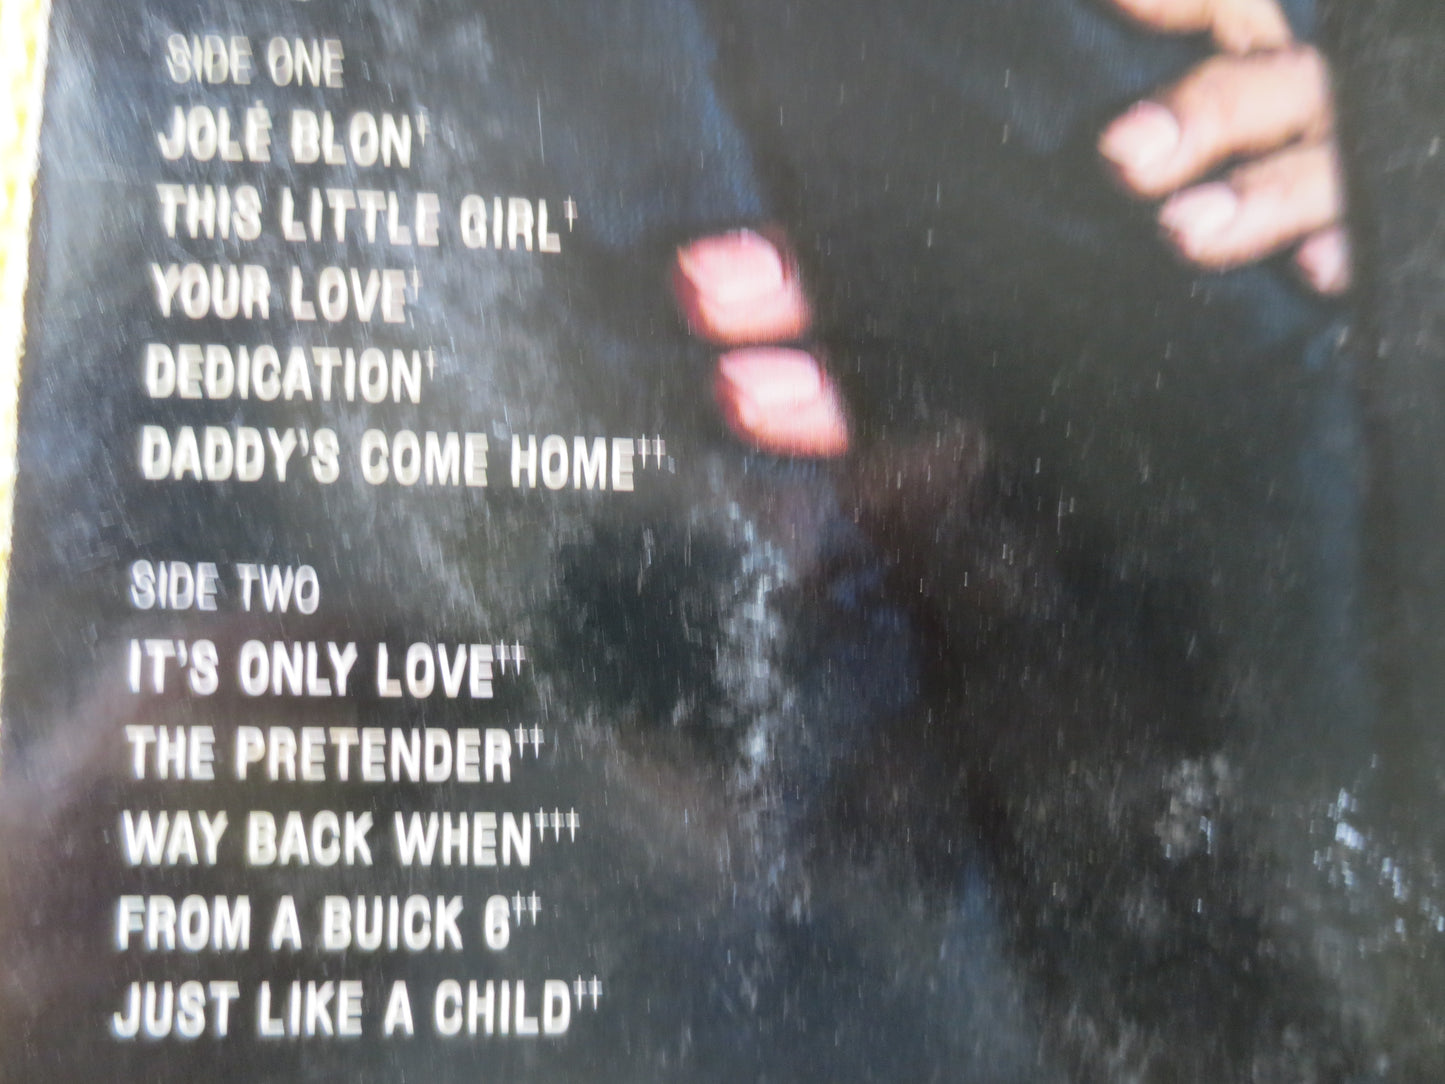 SIDE ONE
JOLÉ BLON†
THIS LITTLE GIRL†
YOUR LOVE†
DEDICATION†
DADDY'S COME HOME††
SIDE TWO
IT'S ONLY LOVE††
THE PRETENDER††
WAY BACK WHEN†††
FROM A BUICK 6††
JUST LIKE A CHILD††